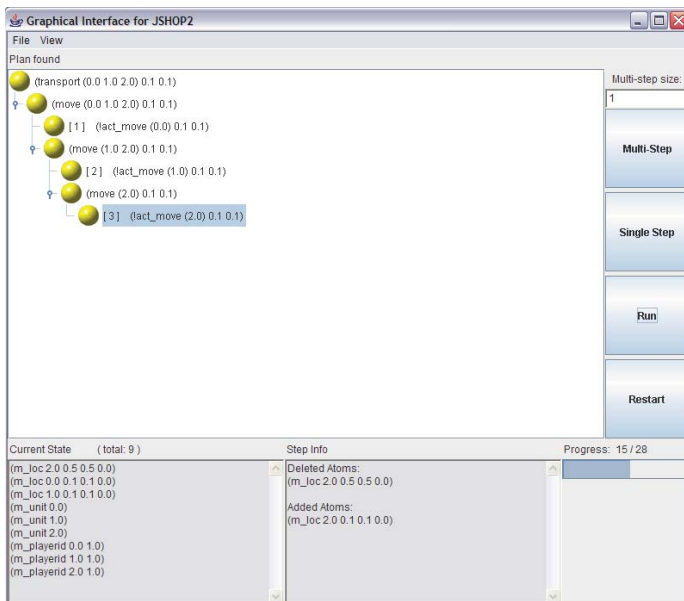 Graphical Interface for JSHOP2
File View
Plan found
(transport (0.0 1.0 2.0) 0.1 0.1)
(move (0.0 1.0 2.0) 0.1 0.1)
[ 1 ] (!act_move (0.0) 0.1 0.1)
(move (1.0 2.0) 0.1 0.1)
[ 2 ] (!act_move (1.0) 0.1 0.1)
(move (2.0) 0.1 0.1)
[ 3 ] (!act_move (2.0) 0.1 0.1)
Multi-step size:
1
Multi-Step
Single Step
Run
Restart
Current State ( total: 9 )
(m_loc 2.0 0.5 0.5 0.0)
(m_loc 0.0 0.1 0.1 0.0)
(m_loc 1.0 0.1 0.1 0.0)
(m_unit 0.0)
(m_unit 1.0)
(m_unit 2.0)
(m_playerid 0.0 1.0)
(m_playerid 1.0 1.0)
(m_playerid 2.0 1.0)
Step Info
Deleted Atoms:
(m_loc 2.0 0.5 0.5 0.0)
Added Atoms:
(m_loc 2.0 0.1 0.1 0.0)
Progress: 15 / 28